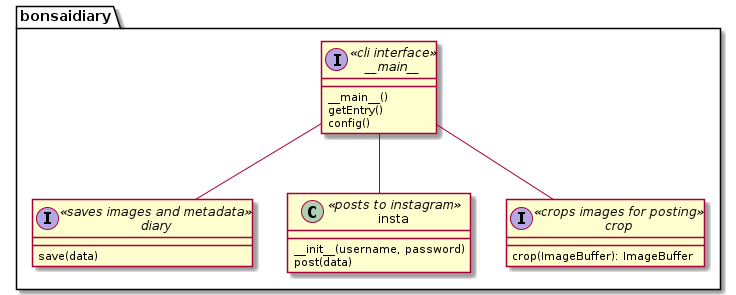 bonsaidiary
I «cli interface»
__main__
__main__()
getEntry()
config()
I «saves images and metadata»
diary
save(data)
C «posts to instagram»
insta
__init__(username, password)
post(data)
I «crops images for posting»
crop
crop(ImageBuffer): ImageBuffer